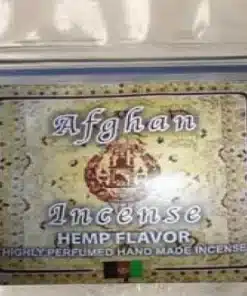 Afghan
Incense
HEMP FLAVOR
HIGHLY PERFUMED HAND MADE INCENSE